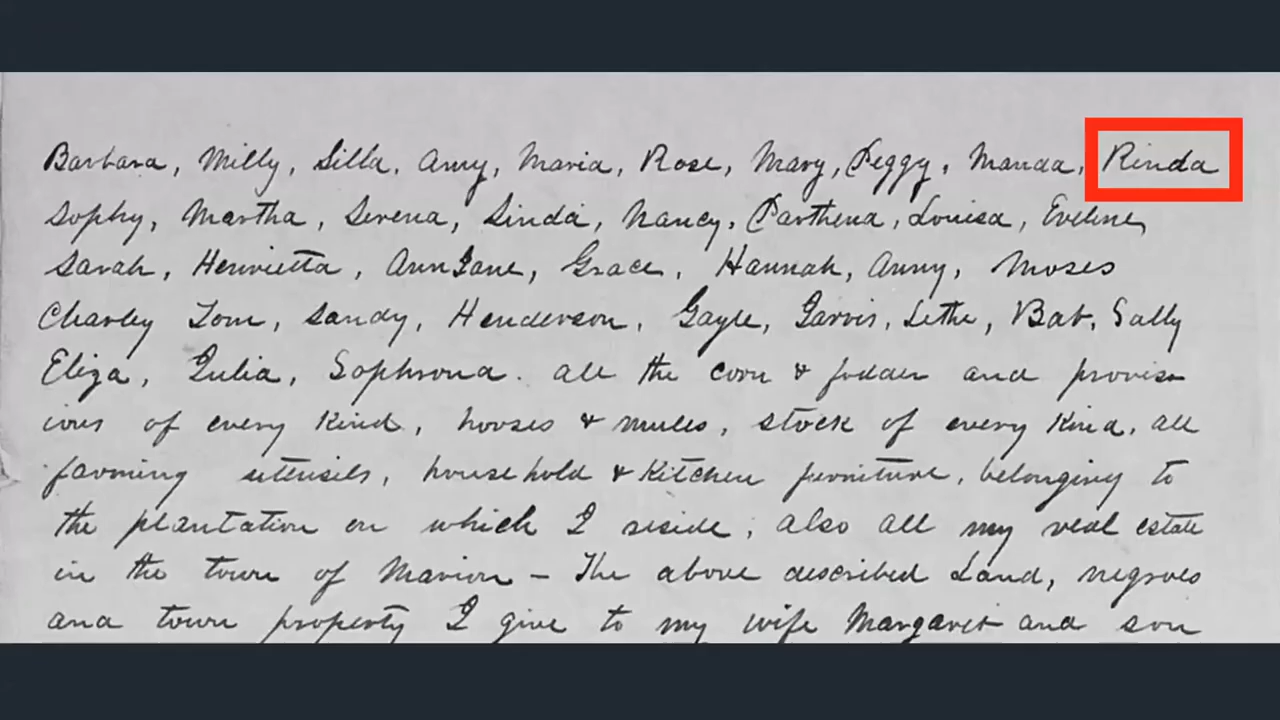 Barbara, Milly, Silla, Amy, Maria, Rose, Mary, Peggy, Manda, Rinda
Sophy, Martha, Serena, Linda, Nancy, Parthena, Louisa, Eveline,
Sarah, Henrietta, Ann Jane, Grace, Hannah, Anny, Moses
Charley Tom, Sandy, Henderson, Gayle, Jarvis, Lethe, Bab, Sally
Eliza, Julia, Sophrona. all the corn & fodder and provis
ions of every kind, horses & mules, stock of every kind, all
farming utensils, household & kitchen furniture, belonging to
the plantation on which I reside; also all my real estate
in the town of Marion – The above described Land, negroes
and town property I give to my wife Margaret and son